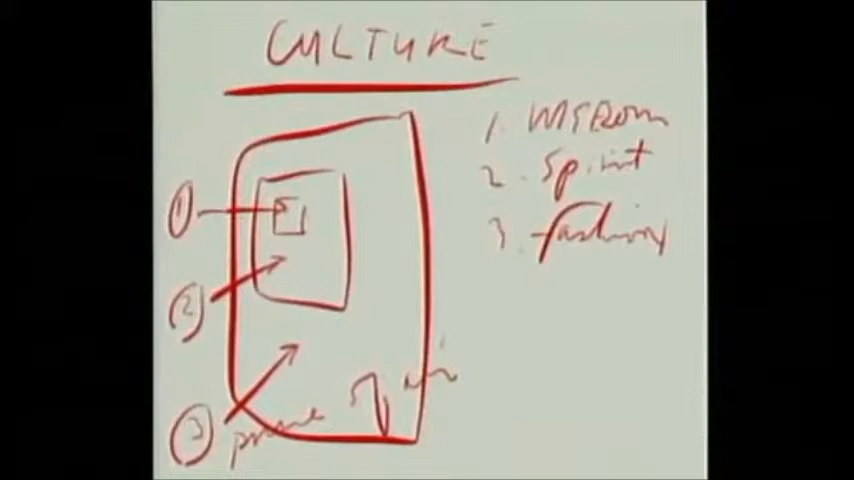 CULTURE
1. WISDOM
2. Spirit
3. fashion
1
2
3